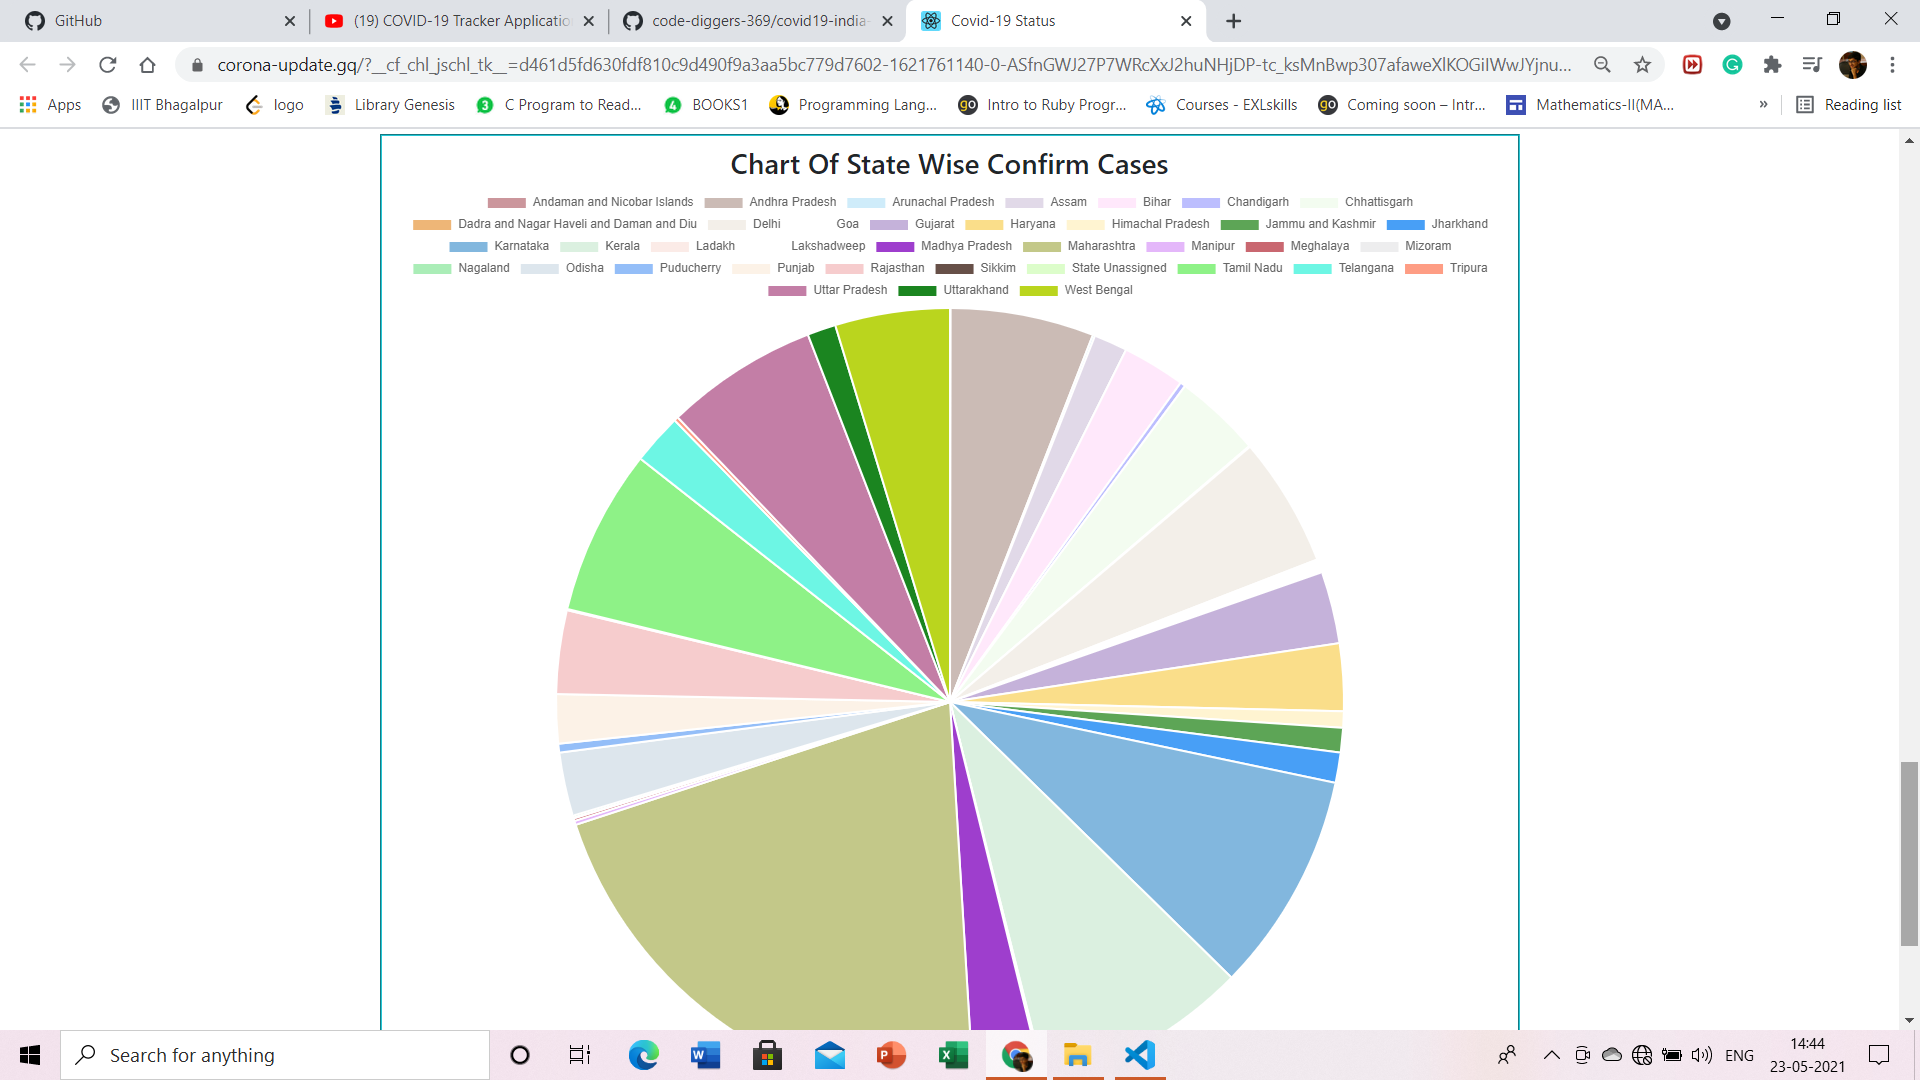 GitHub
(19) COVID-19 Tracker Applicatio
code-diggers-369/covid19-india-
Covid-19 Status
corona-update.gq/?__cf_chl_jschl_tk__=d461d5fd630fdf810c9d490f9a3aa5bc779d7602-1621761140-0-ASfnGWJ27P7WRcXxJ2huNHjDP-tc_ksMnBwp307afaweXlKOGiIWwJYjnu...
Apps IIIT Bhagalpur logo Library Genesis C Program to Read... BOOKS1 Programming Lang... Intro to Ruby Progr... Courses - EXLskills Coming soon – Intr... Mathematics-II(MA... » Reading list
Chart Of State Wise Confirm Cases
Andaman and Nicobar Islands Andhra Pradesh Arunachal Pradesh Assam Bihar Chandigarh Chhattisgarh
Dadra and Nagar Haveli and Daman and Diu Delhi Goa Gujarat Haryana Himachal Pradesh Jammu and Kashmir Jharkhand
Karnataka Kerala Ladakh Lakshadweep Madhya Pradesh Maharashtra Manipur Meghalaya Mizoram
Nagaland Odisha Puducherry Punjab Rajasthan Sikkim State Unassigned Tamil Nadu Telangana Tripura
Uttar Pradesh Uttarakhand West Bengal
Search for anything
ENG
14:44
23-05-2021